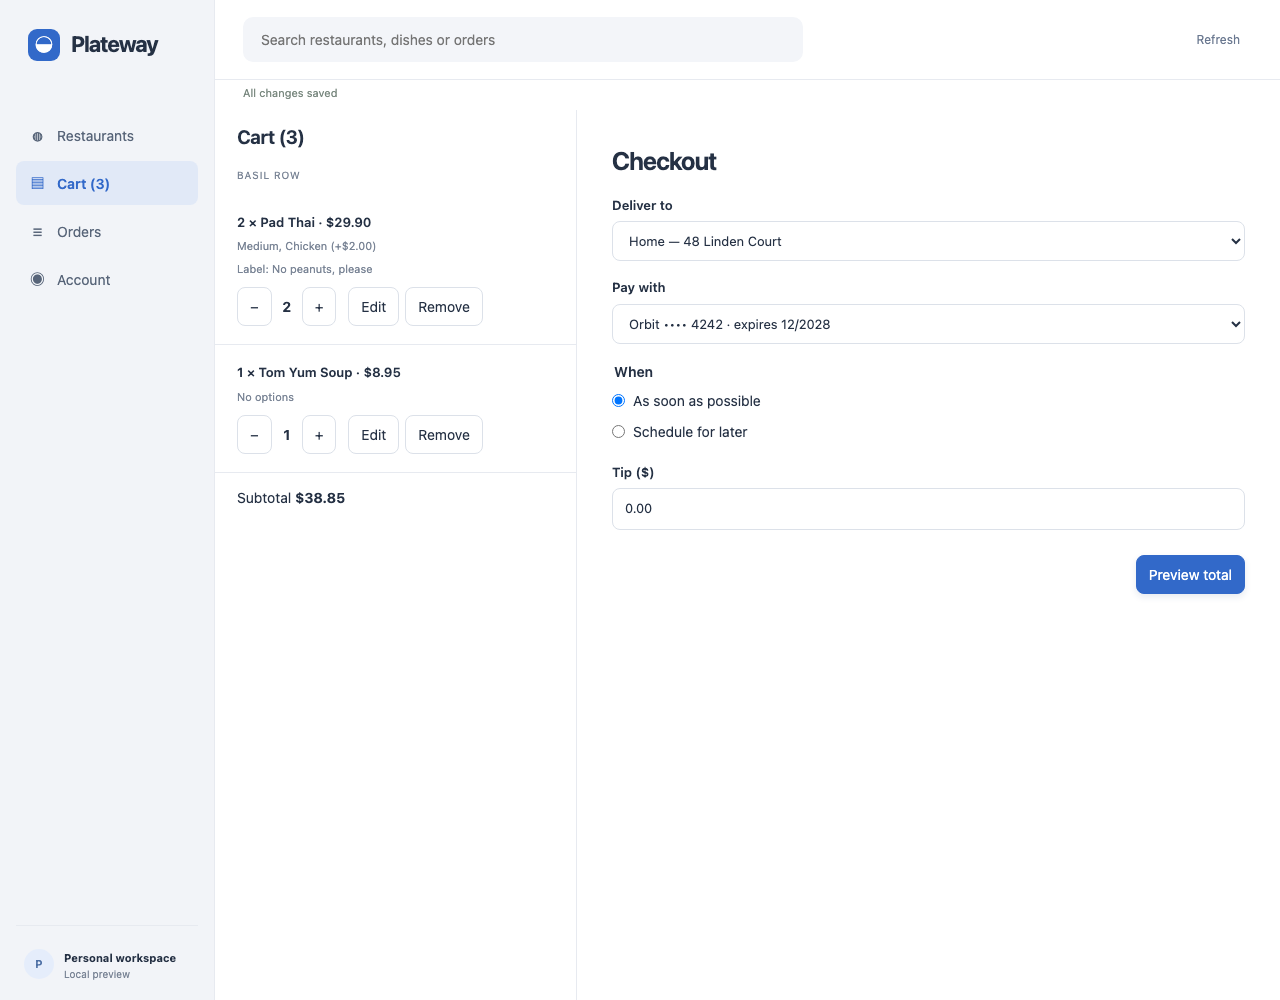 Plateway
Search restaurants, dishes or orders
Refresh
All changes saved
Restaurants
Cart (3)
Orders
Account
Cart (3)
BASIL ROW
2 × Pad Thai · $29.90
Medium, Chicken (+$2.00)
Label: No peanuts, please
− 2 + Edit Remove
1 × Tom Yum Soup · $8.95
No options
− 1 + Edit Remove
Subtotal $38.85
Checkout
Deliver to
Home — 48 Linden Court
Pay with
Orbit •••• 4242 · expires 12/2028
When
As soon as possible
Schedule for later
Tip ($)
0.00
Preview total
P
Personal workspace
Local preview